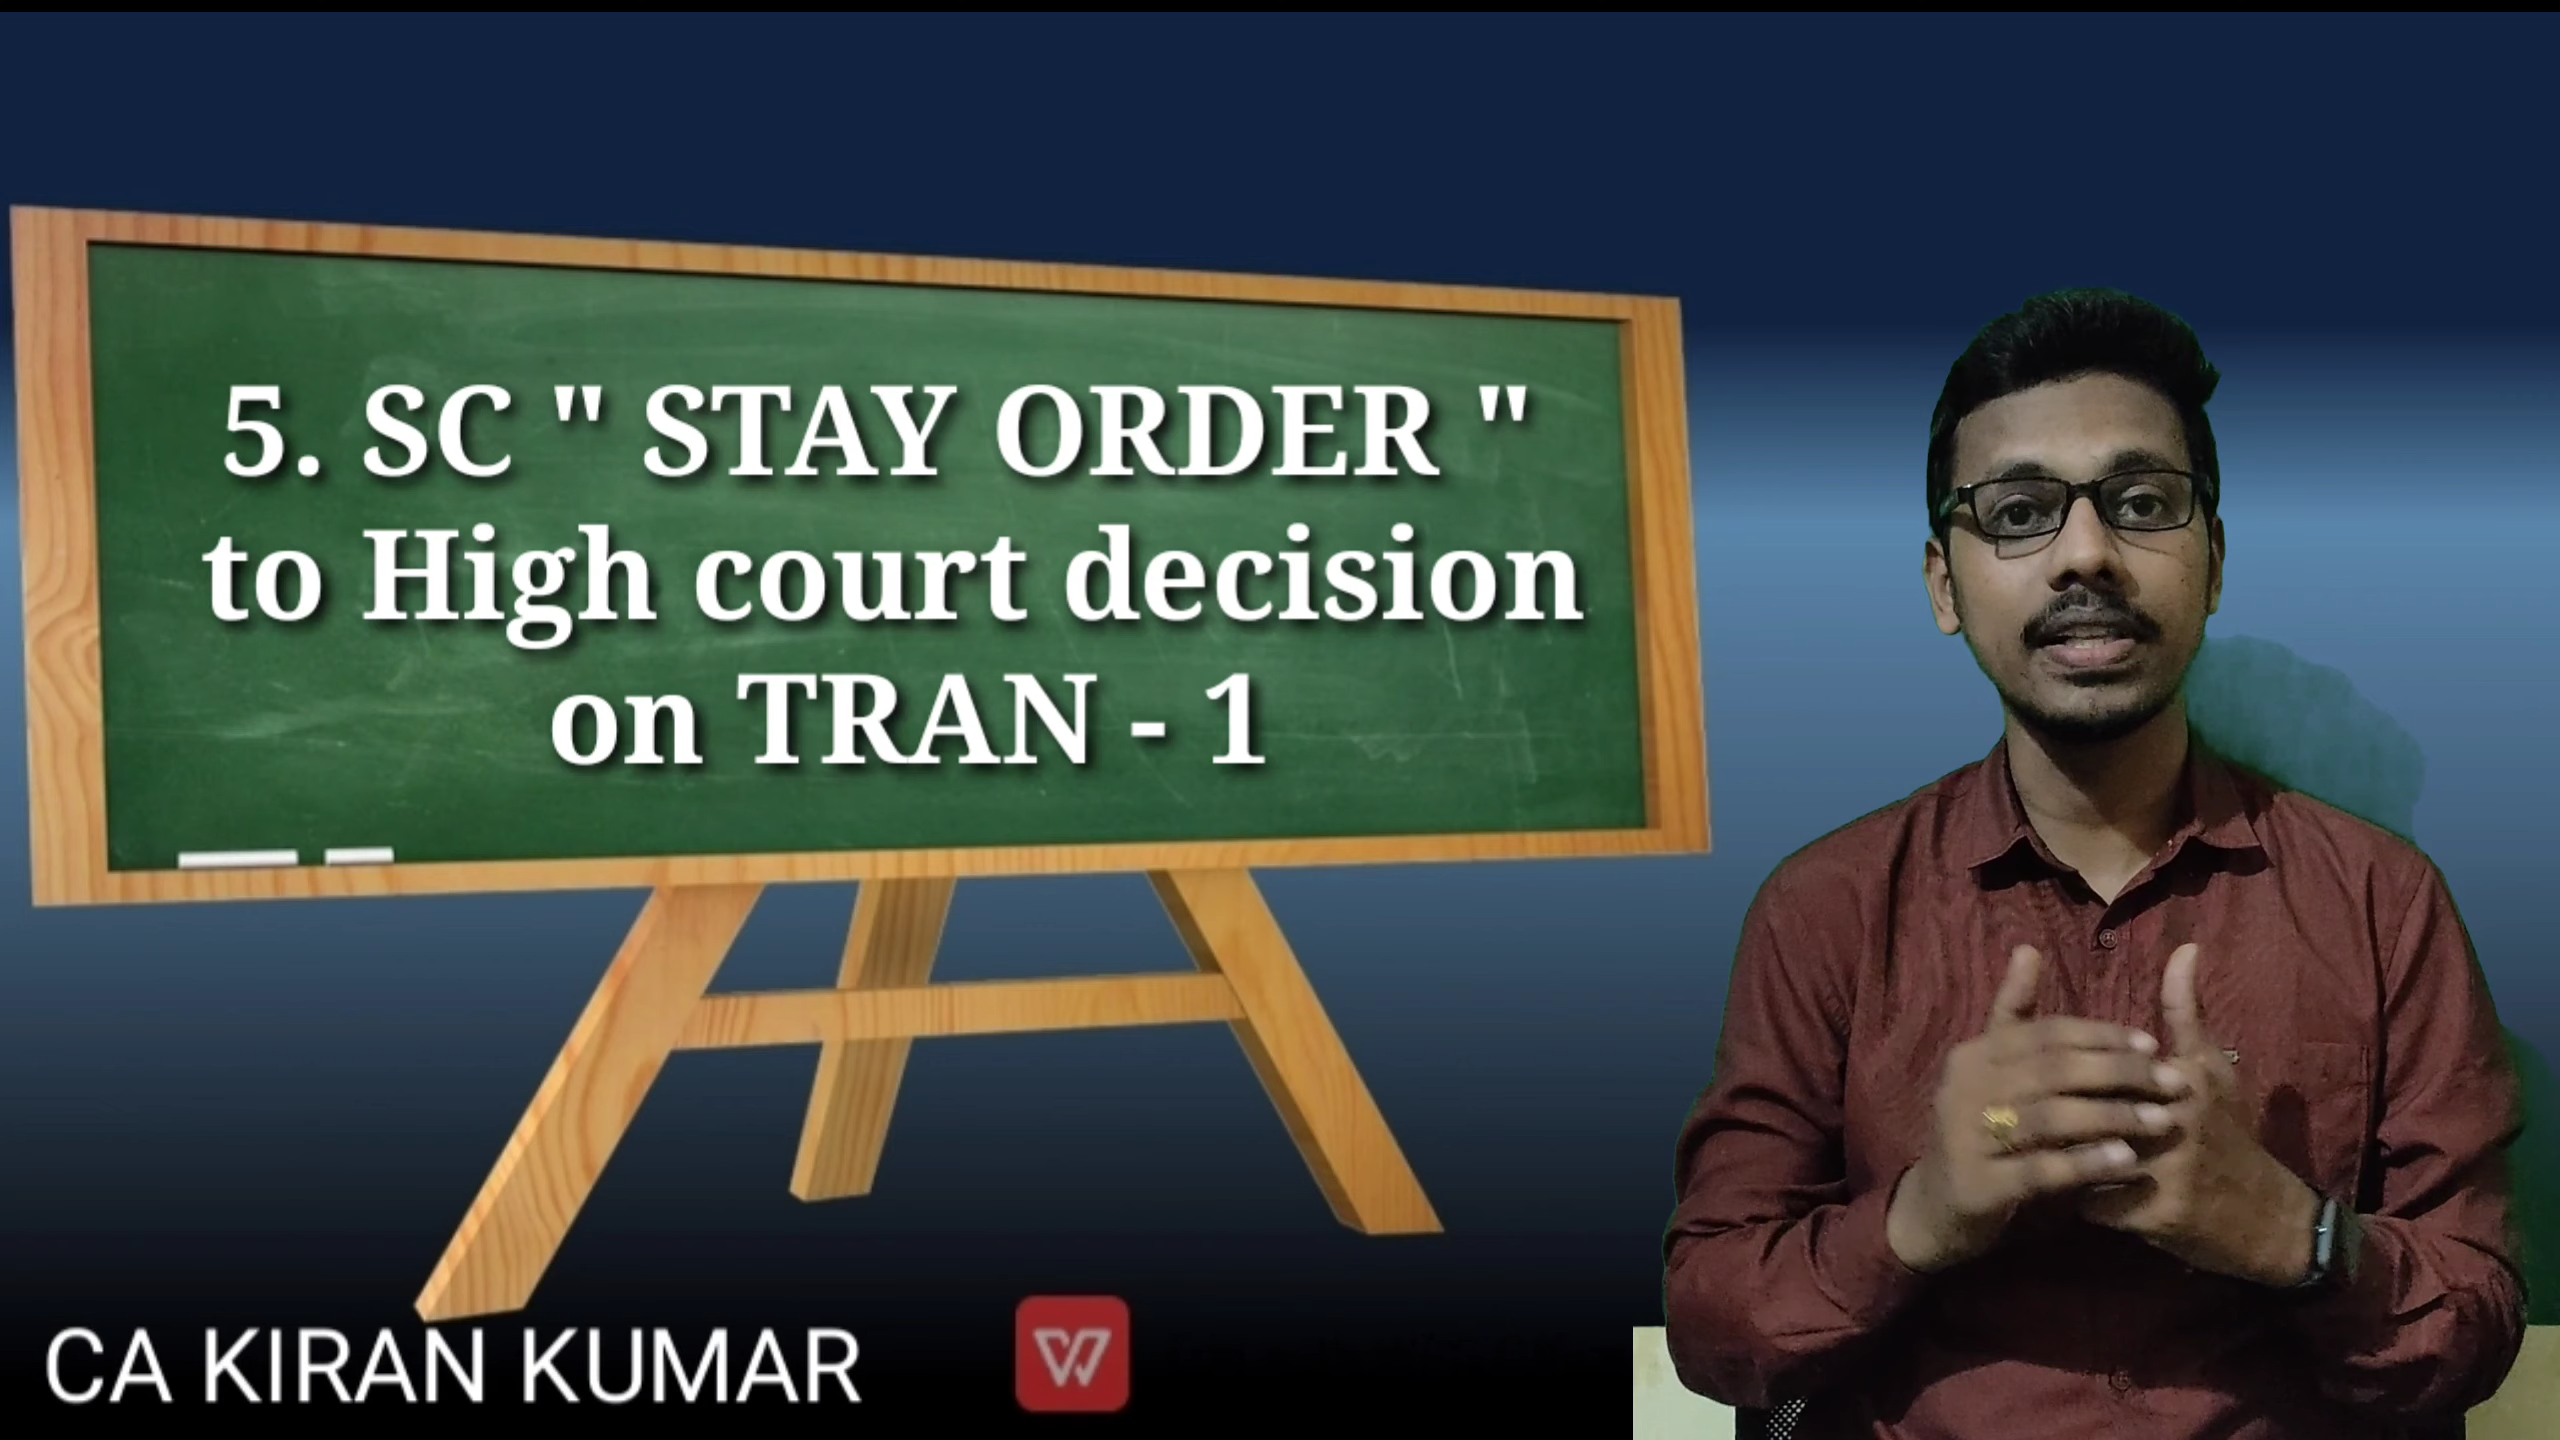 5. SC " STAY ORDER "
to High court decision
on TRAN - 1
CA KIRAN KUMAR